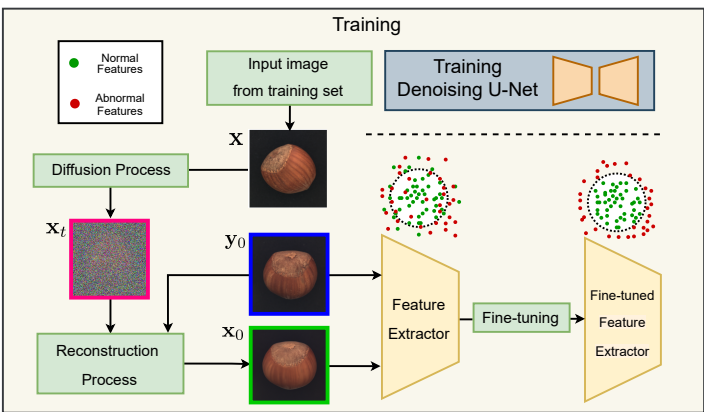 Training
Normal
Features
Abnormal
Features
Input image
from training set
Training
Denoising U-Net
x
Diffusion Process
x_t
y_0
Feature
Extractor
Fine-tuning
Fine-tuned
Feature
Extractor
x_0
Reconstruction
Process